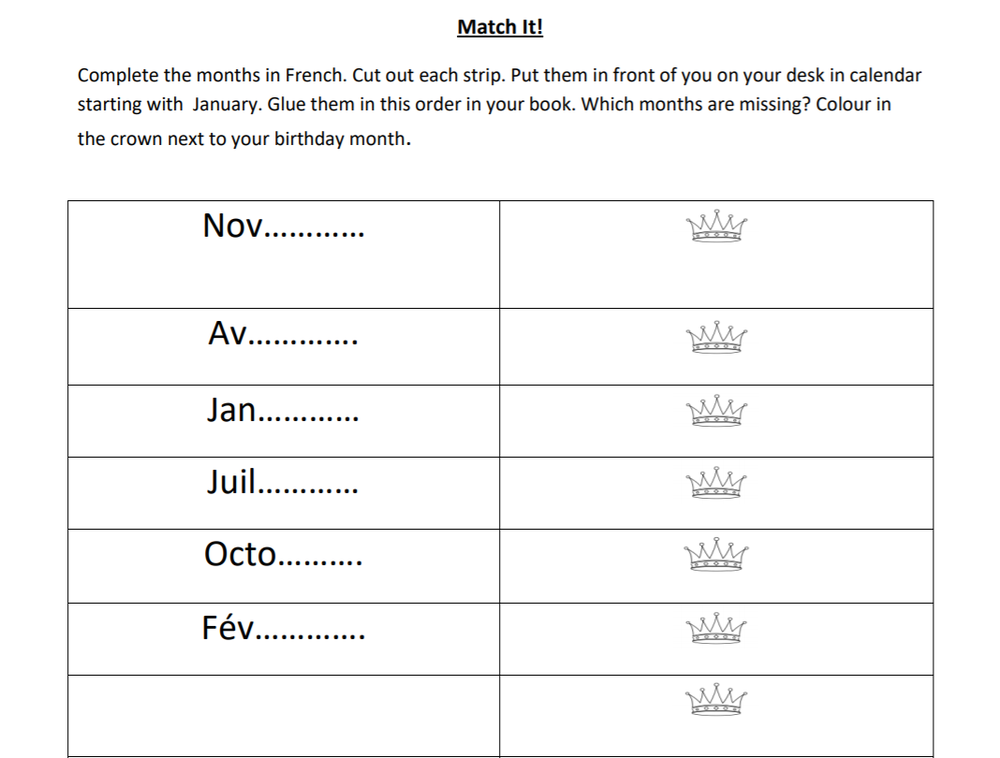 Match It!
Complete the months in French. Cut out each strip. Put them in front of you on your desk in calendar
starting with  January. Glue them in this order in your book. Which months are missing? Colour in
the crown next to your birthday month.
Nov…………
Av………….
Jan…………
Juil…………
Octo……….
Fév………….